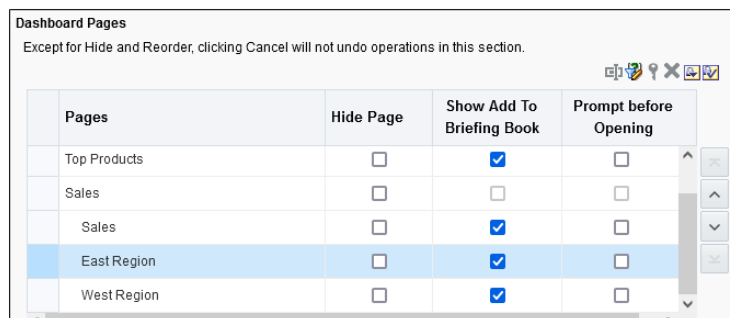 Dashboard Pages
Except for Hide and Reorder, clicking Cancel will not undo operations in this section.
Pages
Hide Page
Show Add To
Briefing Book
Prompt before
Opening
Top Products
Sales
Sales
East Region
West Region